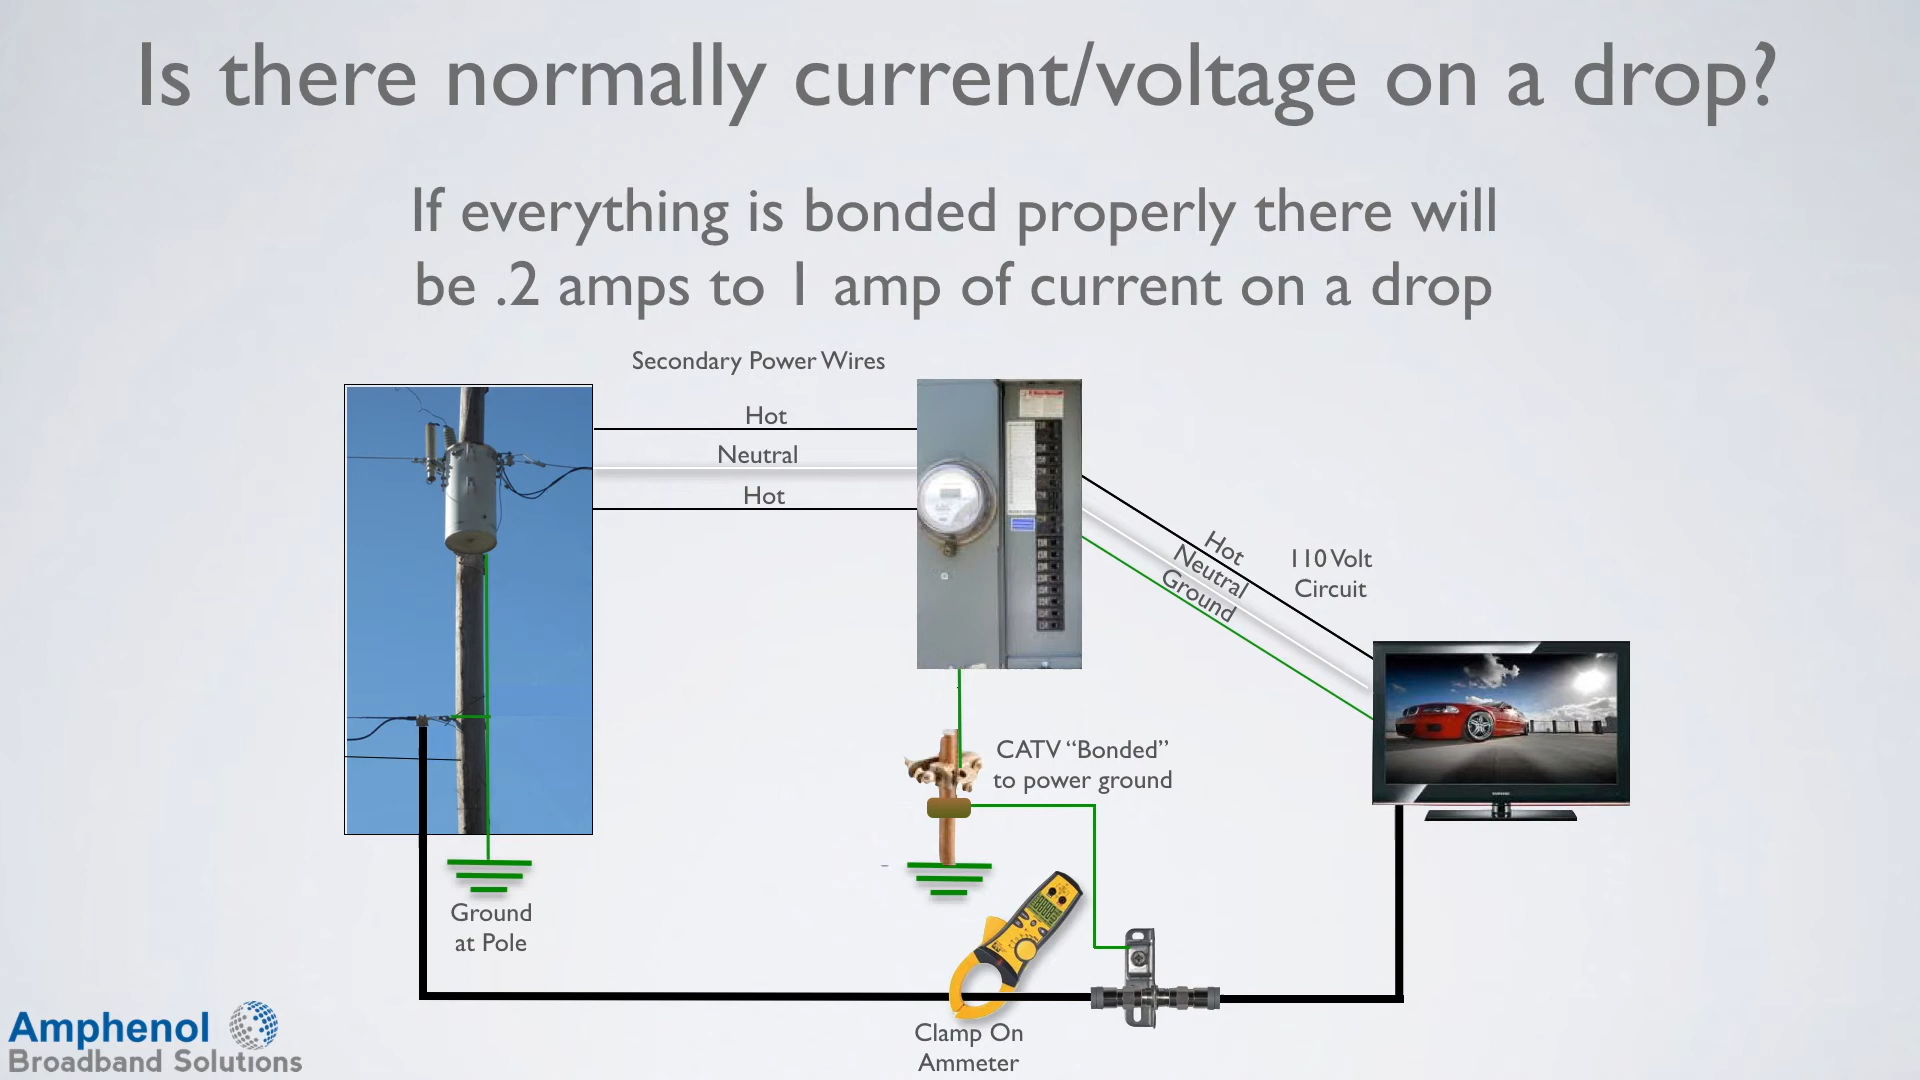 Is there normally current/voltage on a drop?
If everything is bonded properly there will
be .2 amps to 1 amp of current on a drop
Secondary Power Wires
Hot
Neutral
Hot
Hot
Neutral
Ground
110 Volt
Circuit
CATV “Bonded”
to power ground
Ground
at Pole
Clamp On
Ammeter
Amphenol
Broadband Solutions